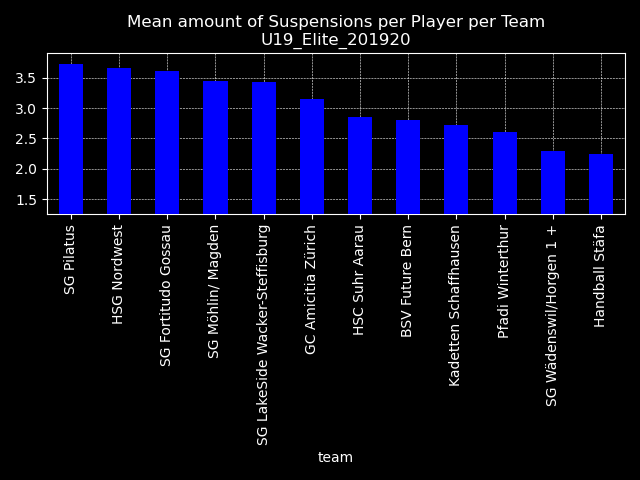 Mean amount of Suspensions per Player per Team
U19_Elite_201920
3.5
3.0
2.5
2.0
1.5
SG Pilatus
HSG Nordwest
SG Fortitudo Gossau
SG Möhlin/ Magden
SG LakeSide Wacker-Steffisburg
GC Amicitia Zürich
HSC Suhr Aarau
BSV Future Bern
Kadetten Schaffhausen
Pfadi Winterthur
SG Wädenswil/Horgen 1 +
Handball Stäfa
team